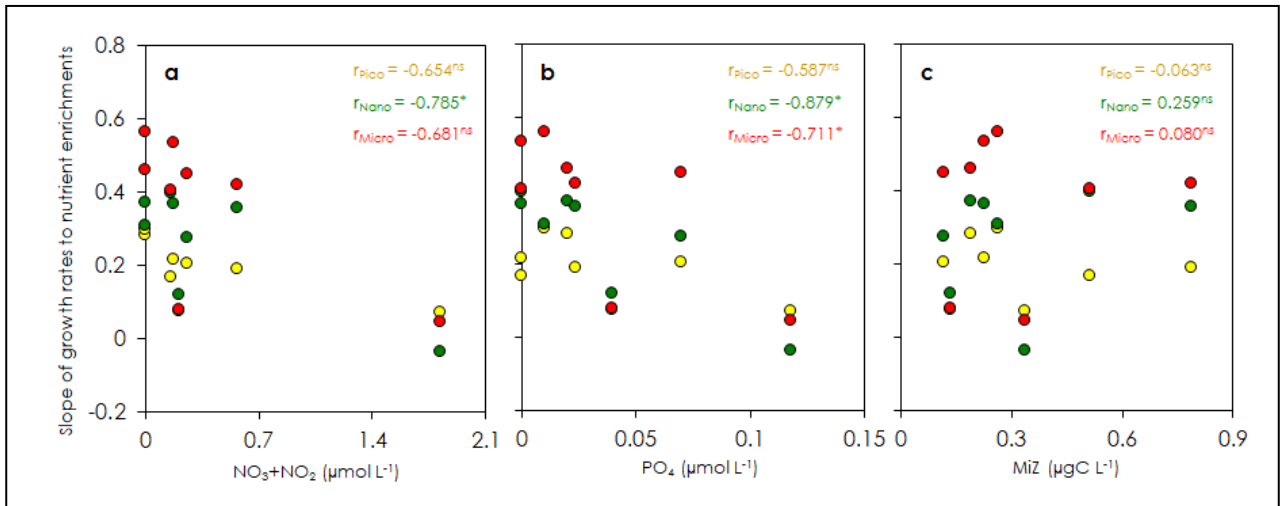 0.8
0.6
0.4
0.2
0
-0.2
Slope of growth rates to nutrient enrichments
a
rPico = -0.654ns
rNano = -0.785*
rMicro = -0.681ns
0 0.7 1.4 2.1
NO3+NO2 (µmol L-1)
b
rPico = -0.587ns
rNano = -0.879*
rMicro = -0.711*
0 0.05 0.1 0.15
PO4 (µmol L-1)
c
rPico = -0.063ns
rNano = 0.259ns
rMicro = 0.080ns
0 0.3 0.6 0.9
MiZ (µgC L-1)